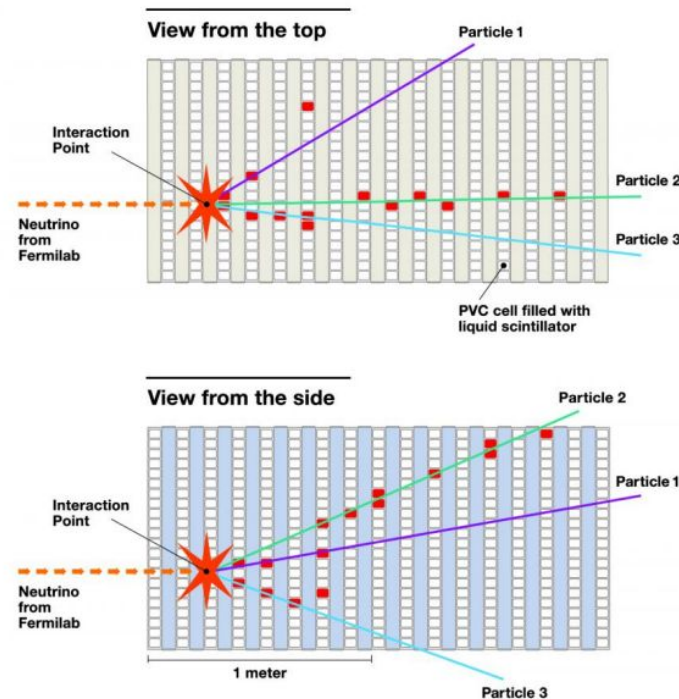 View from the top
Particle 1
Interaction
Point
Particle 2
Neutrino
from
Fermilab
Particle 3
PVC cell filled with
liquid scintillator
View from the side
Particle 2
Particle 1
Interaction
Point
Neutrino
from
Fermilab
1 meter
Particle 3